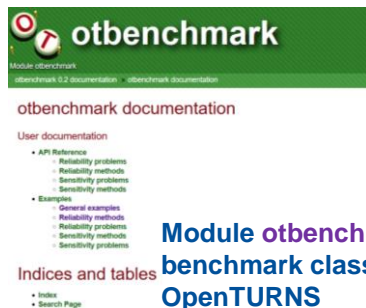 OT
otbenchmark
Module otbenchmark
otbenchmark 0.2 documentation » otbenchmark documentation
otbenchmark documentation
User documentation
• API Reference
○ Reliability problems
○ Reliability methods
○ Sensitivity problems
○ Sensitivity methods
• Examples
○ General examples
○ Reliability methods
○ Reliability problems
○ Sensitivity methods
○ Sensitivity problems
Indices and tables
• Index
• Search Page
Module otbench
benchmark class
OpenTURNS